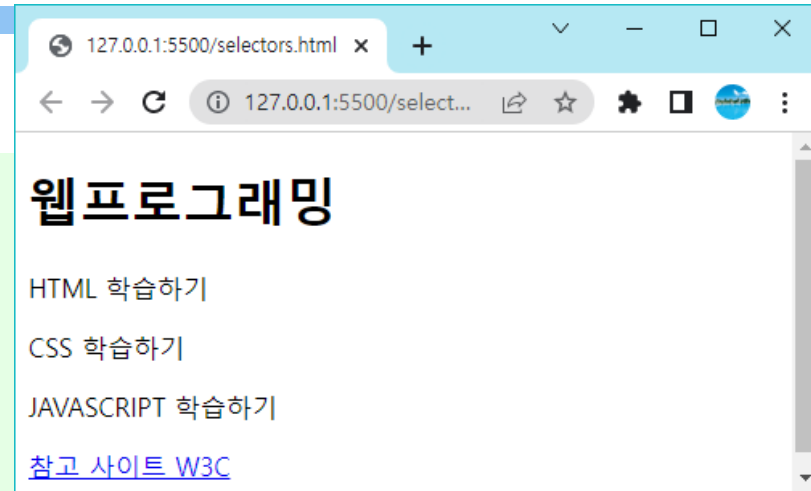 127.0.0.1:5500/selectors.html
127.0.0.1:5500/select...
웹프로그래밍
HTML 학습하기
CSS 학습하기
JAVASCRIPT 학습하기
참고 사이트 W3C